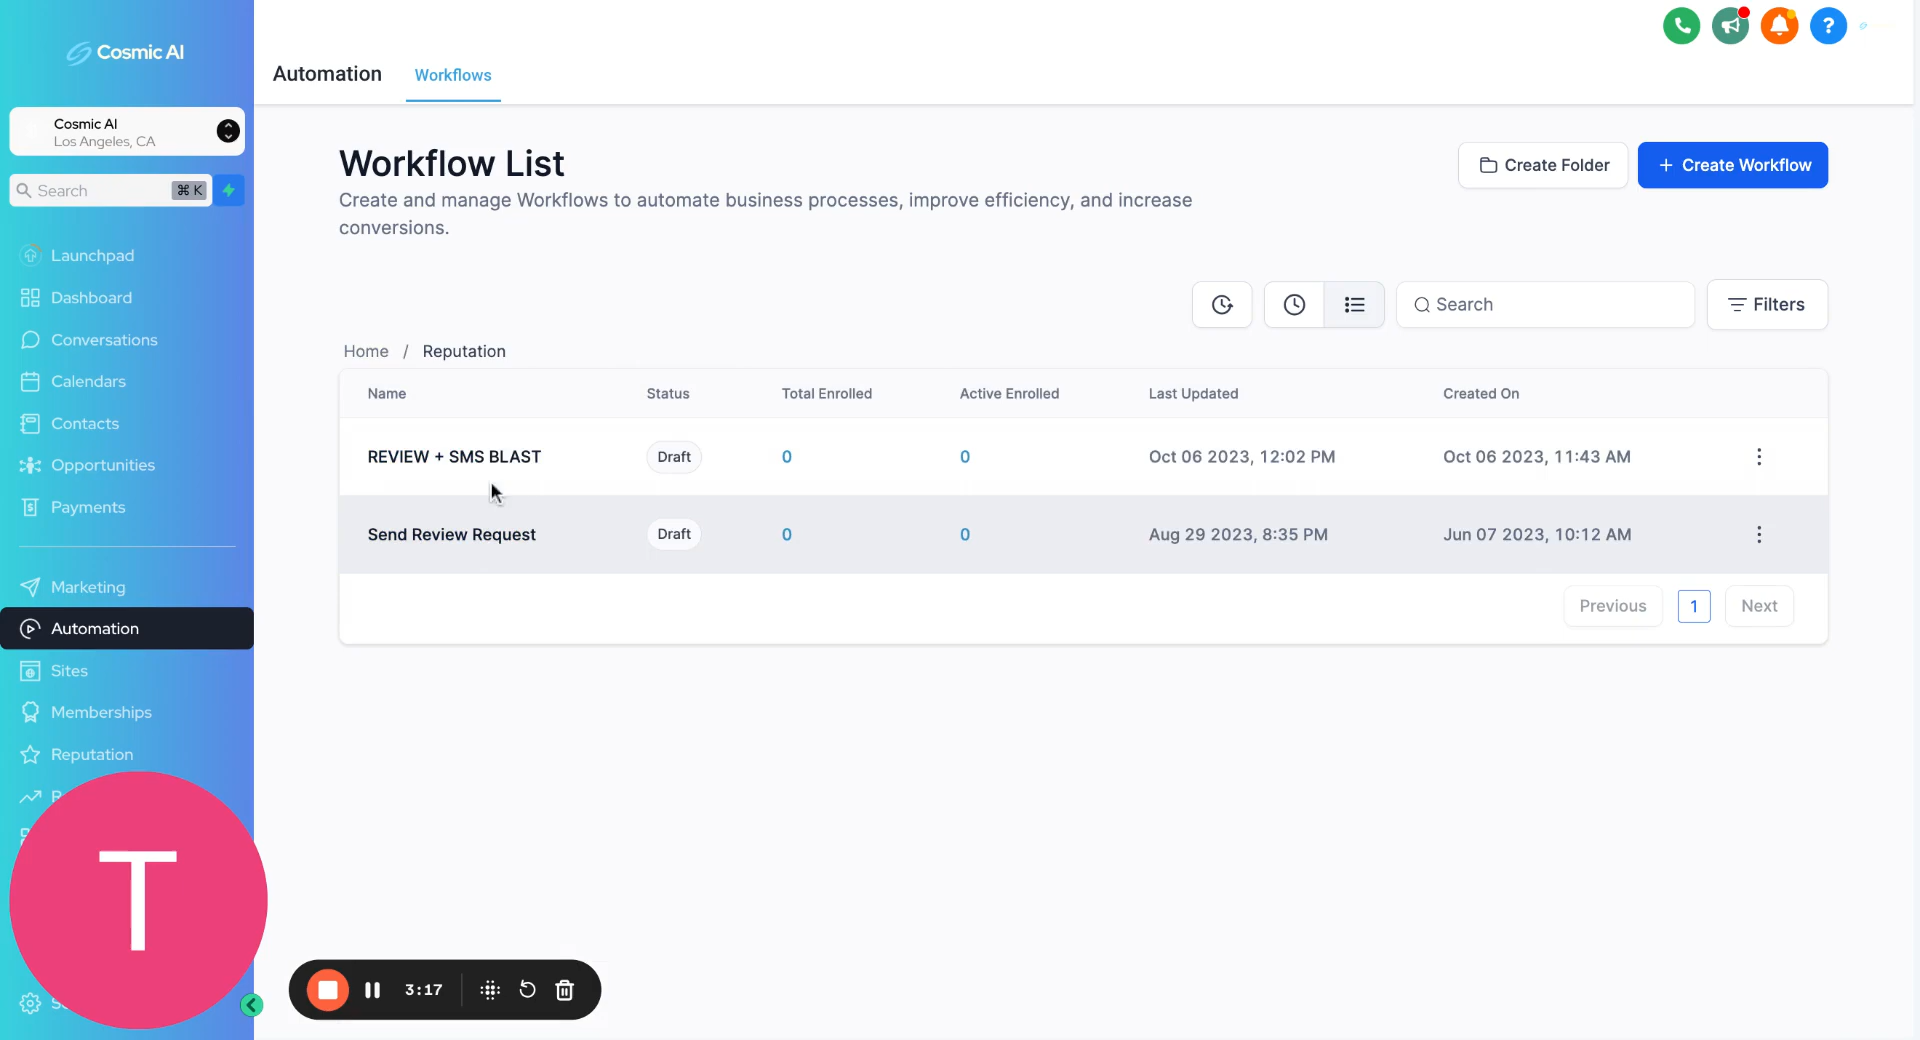 Cosmic AI
Cosmic AI
Los Angeles, CA
Search ⌘ K
Launchpad
Dashboard
Conversations
Calendars
Contacts
Opportunities
Payments
Marketing
Automation
Sites
Memberships
Reputation
T
Automation Workflows
?
Workflow List
Create and manage Workflows to automate business processes, improve efficiency, and increase
conversions.
Create Folder
+ Create Workflow
Search
Filters
Home / Reputation
Name Status Total Enrolled Active Enrolled Last Updated Created On
REVIEW + SMS BLAST Draft 0 0 Oct 06 2023, 12:02 PM Oct 06 2023, 11:43 AM
Send Review Request Draft 0 0 Aug 29 2023, 8:35 PM Jun 07 2023, 10:12 AM
Previous 1 Next
3:17